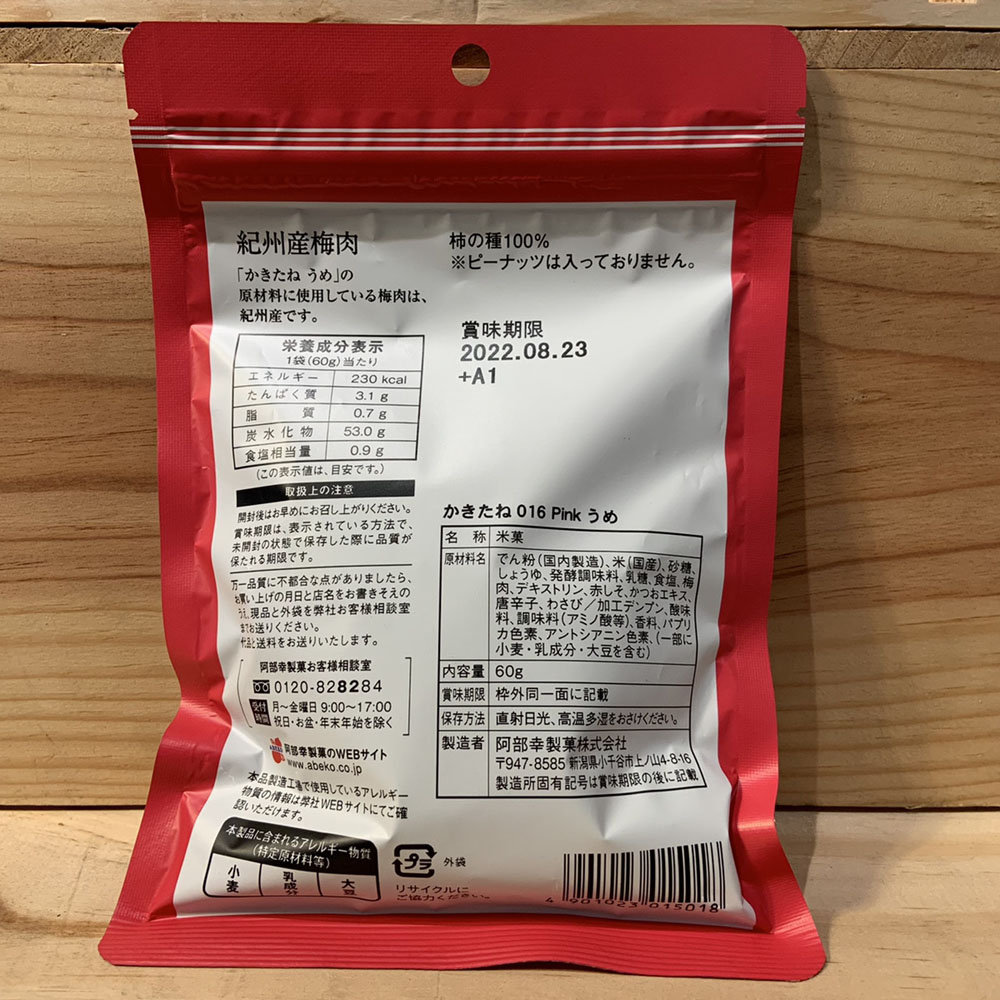 紀州産梅肉
「かきたね うめ」の
原材料に使用している梅肉は、
紀州産です。
栄養成分表示
1袋(60g)当たり
エネルギー 230 kcal
たんぱく質 3.1 g
脂質 0.7 g
炭水化物 53.0 g
食塩相当量 0.9 g
(この表示値は、目安です。)
取扱上の注意
開封後はお早めにお召し上がりください。
賞味期限は、表示されている方法で、
未開封の状態で保存した際に品質が
保たれる期限です。
万一品質に不都合な点がありましたら、
お買い上げの月日と店名をお書きそえの
うえ、現品と外袋を弊社お客様相談室
までお送りください。
代品と送料をお送りいたします。
阿部幸製菓お客様相談室
0120-828284
受付時間 月～金曜日 9:00～17:00
祝日・お盆・年末年始を除く
阿部幸製菓のWEBサイト
www.abeko.co.jp
本品製造工場で使用しているアレルギー
物質の情報は弊社WEBサイトにてご確
認いただけます。
本製品に含まれるアレルギー物質
(特定原材料等)
小麦 乳成分 大豆
柿の種100%
※ピーナッツは入っておりません。
賞味期限
2022.08.23
+A1
かきたね 016 Pink うめ
名称 米菓
原材料名 でん粉(国内製造)、米(国産)、砂糖、
しょうゆ、発酵調味料、乳糖、食塩、梅
肉、デキストリン、赤しそ、かつおエキス、
唐辛子、わさび／加工デンプン、酸味
料、調味料(アミノ酸等)、香料、パプリ
カ色素、アントシアニン色素、(一部に
小麦・乳成分・大豆を含む)
内容量 60g
賞味期限 枠外同一面に記載
保存方法 直射日光、高温多湿をおさけください。
製造者 阿部幸製菓株式会社
〒947-8585 新潟県小千谷市上ノ山4-8-16
製造所固有記号は賞味期限の後に記載
プラ 外袋
リサイクルに
ご協力ください。
4 901023 015018